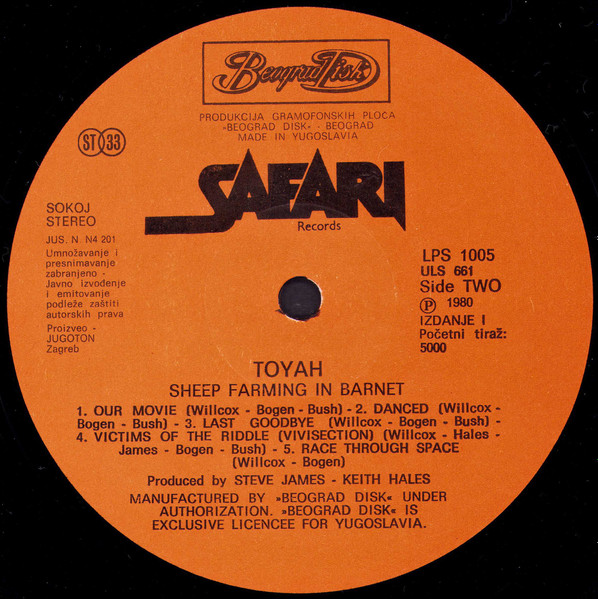 Beograd Disk
PRODUKCIJA GRAMOFONSKIH PLOČA
»BEOGRAD DISK« - BEOGRAD
MADE IN YUGOSLAVIA
ST 33
SAFARI
Records
SOKOJ
STEREO
JUS. N. N4 201
Umnožavanje i
presnimavanje
zabranjeno -
Javno izvođenje
i emitovanje
podleže zaštiti
autorskih prava
Proizveo -
JUGOTON
Zagreb
LPS 1005
ULS 661
Side TWO
Ⓟ 1980
IZDANJE I
Početni tiraž:
5000
TOYAH
SHEEP FARMING IN BARNET
1. OUR MOVIE (Willcox - Bogen - Bush) - 2. DANCED (Willcox -
Bogen - Bush) - 3. LAST GOODBYE (Willcox - Bogen - Bush) -
4. VICTIMS OF THE RIDDLE (VIVISECTION) (Willcox - Hales -
James - Bogen - Bush) - 5. RACE THROUGH SPACE
(Willcox - Bogen)
Produced by STEVE JAMES - KEITH HALES
MANUFACTURED BY »BEOGRAD DISK« UNDER
AUTHORIZATION. »BEOGRAD DISK« IS
EXCLUSIVE LICENCEE FOR YUGOSLAVIA.